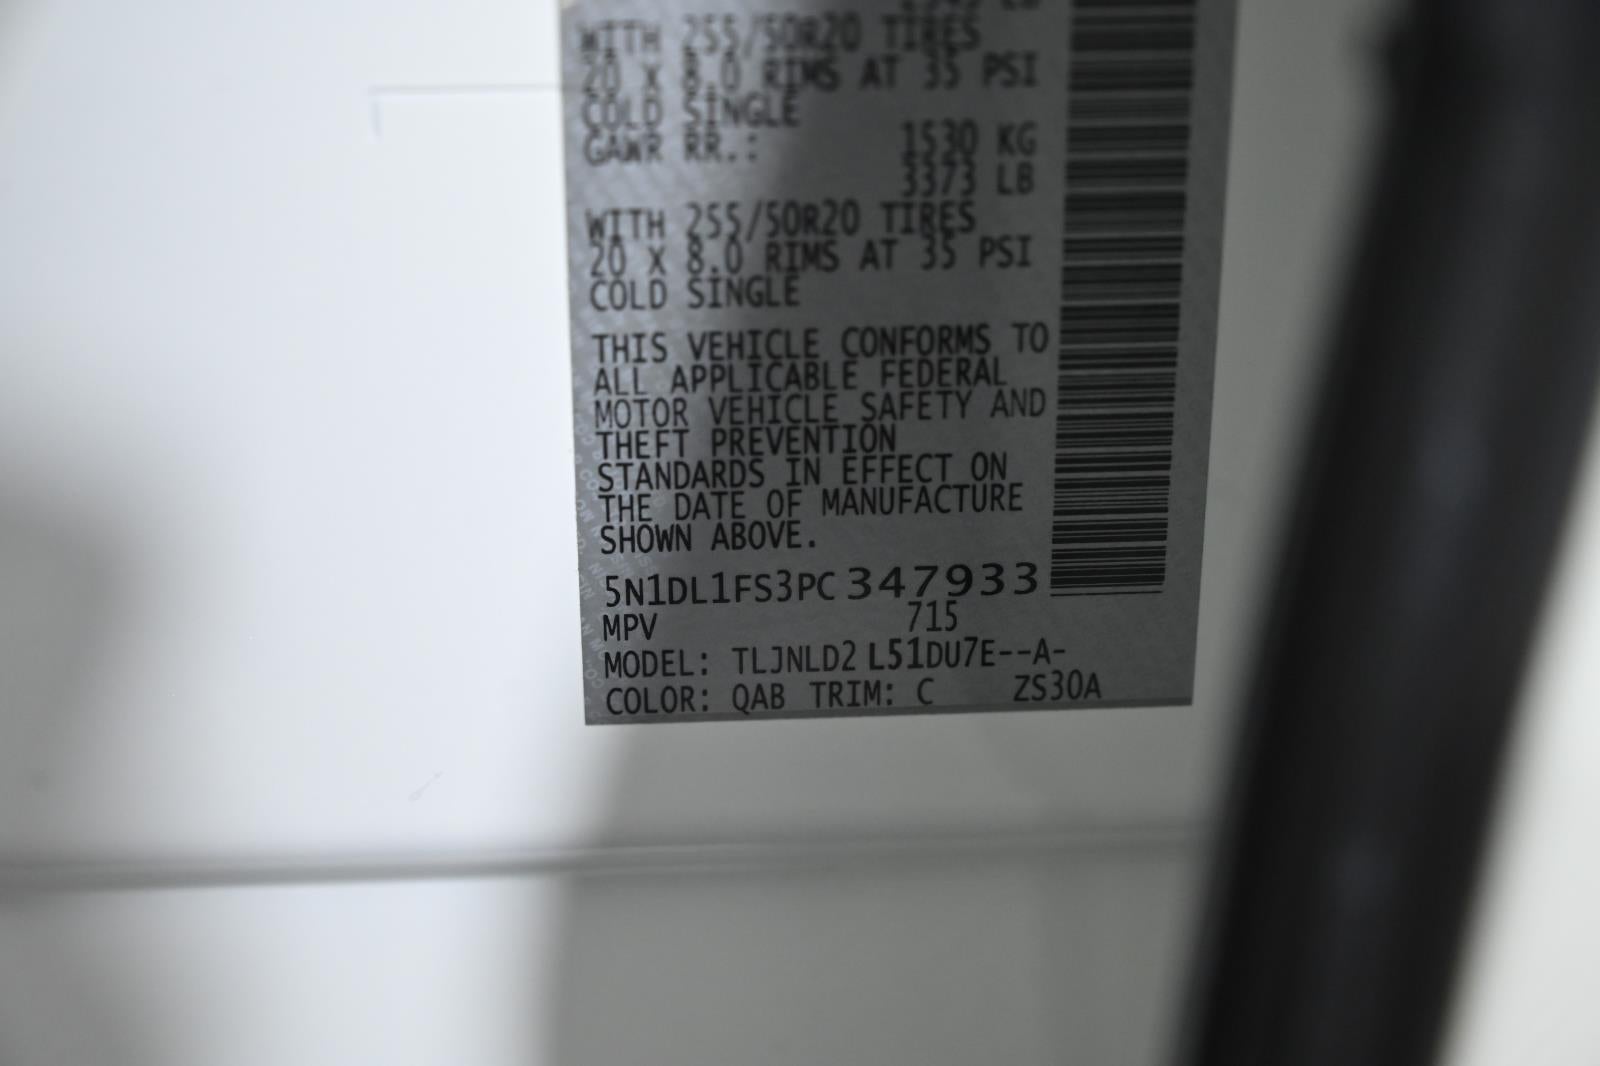 WITH 255/50R20 TIRES
20 X 8.0 RIMS AT 35 PSI
COLD SINGLE
GAWR RR.: 1530 KG
3373 LB
WITH 255/50R20 TIRES
20 X 8.0 RIMS AT 35 PSI
COLD SINGLE
THIS VEHICLE CONFORMS TO
ALL APPLICABLE FEDERAL
MOTOR VEHICLE SAFETY AND
THEFT PREVENTION
STANDARDS IN EFFECT ON
THE DATE OF MANUFACTURE
SHOWN ABOVE.
5N1DL1FS3PC347933
MPV 715
MODEL: TLJNLD2 L51DU7E--A-
COLOR: QAB TRIM: C ZS30A